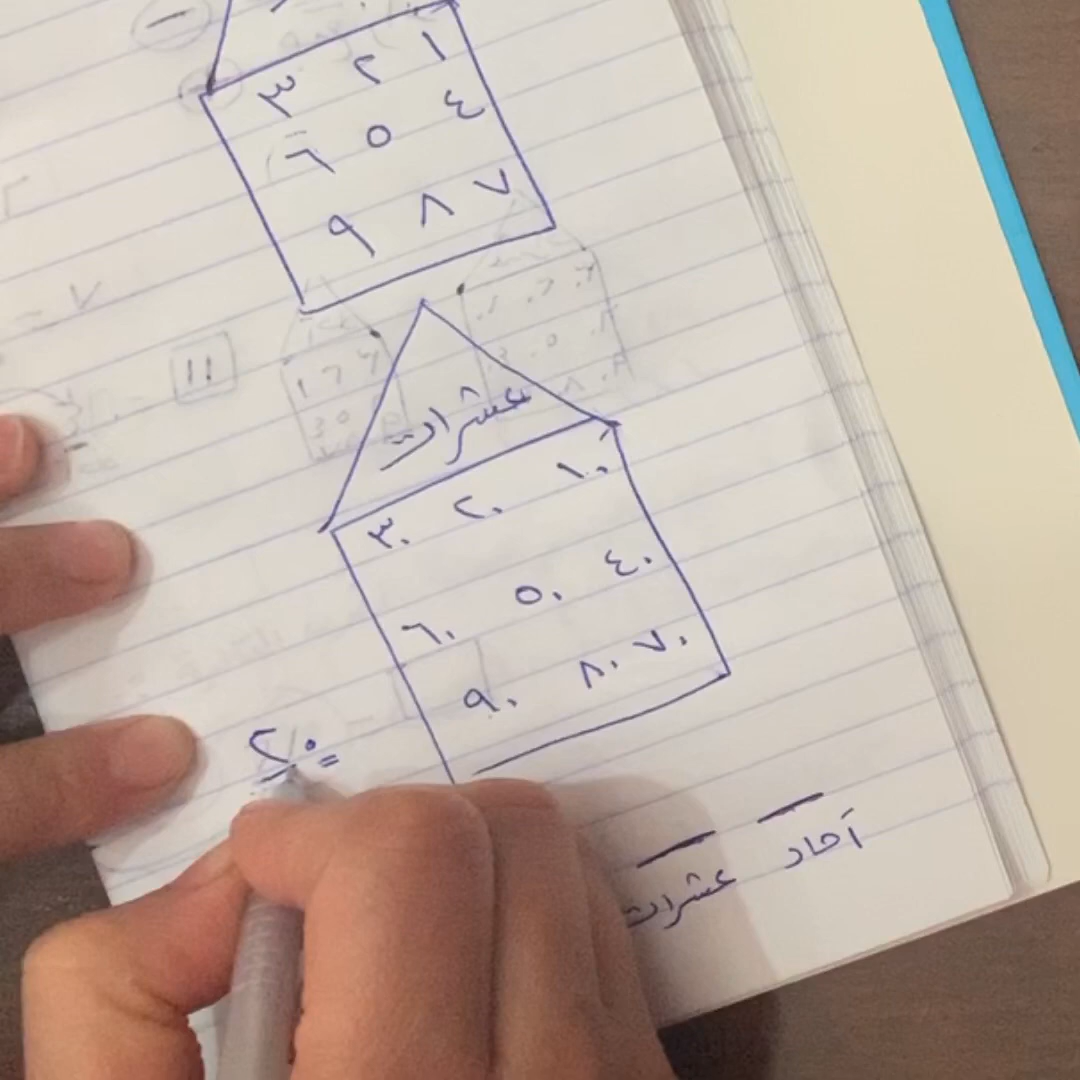 ١ ٢ ٣
٤ ٥ ٦
٧ ٨ ٩
١١
عشرات
١٠ ٢٠ ٣٠
٤٠ ٥٠ ٦٠
٧٠ ٨٠ ٩٠
٢٠
آحاد عشرات